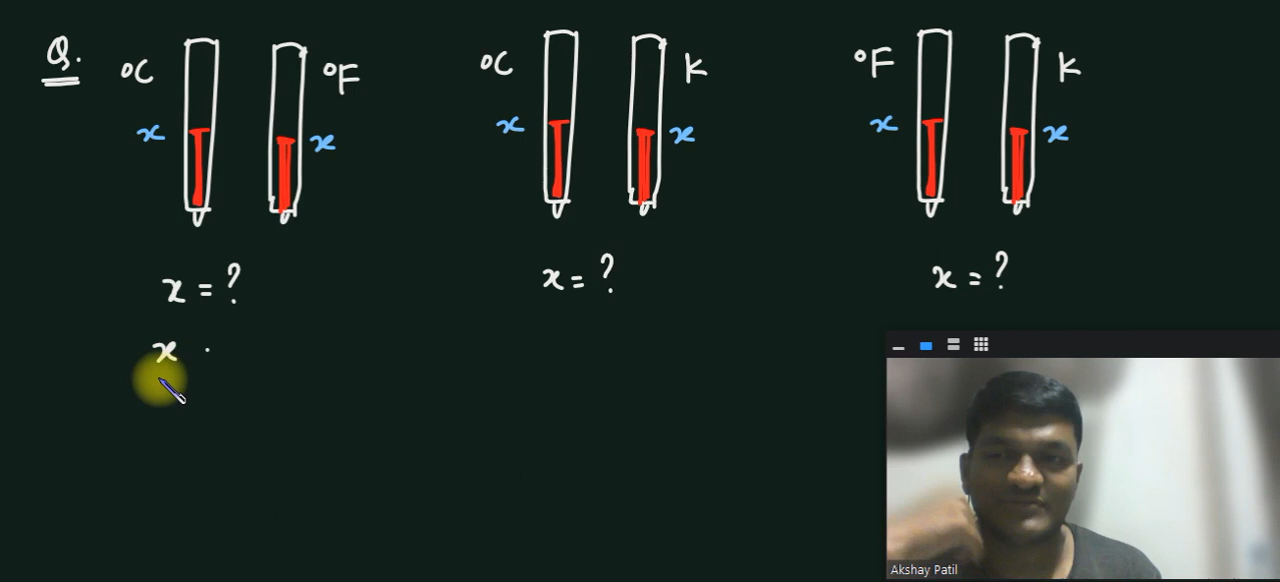 Q.
°C °F °C K °F K
x x x x x x
x = ? x = ? x = ?
x .
Akshay Patil